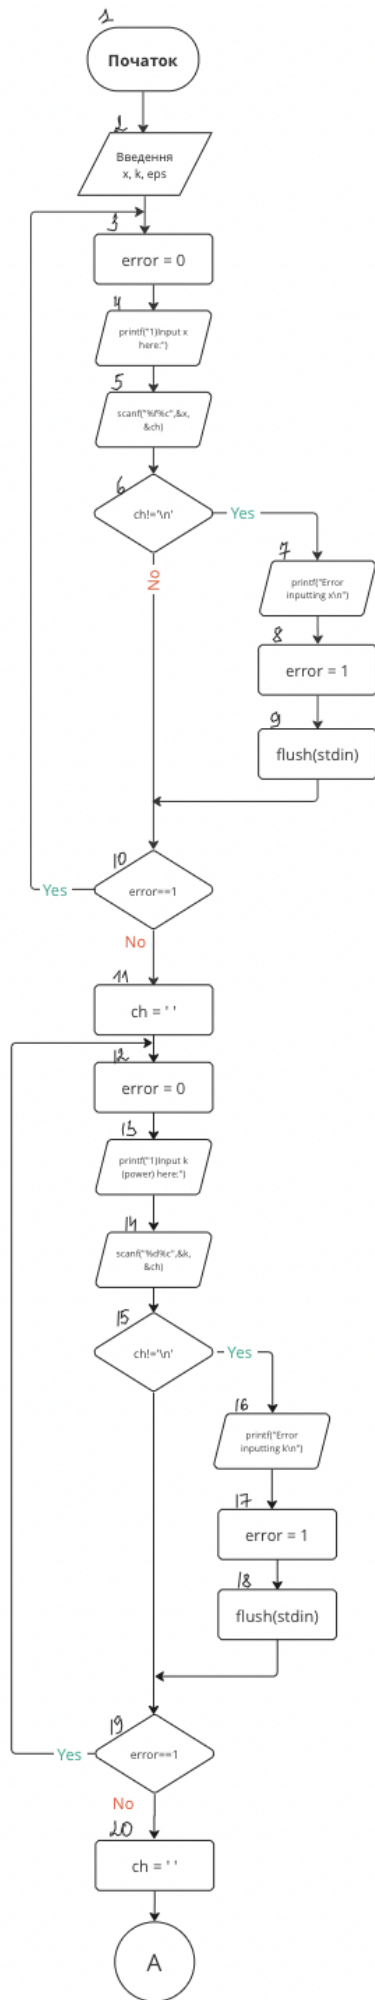 1
Початок
2
Введення
x, k, eps
3
error = 0
4
printf("1)Input x
here:")
5
scanf("%f%c",&x,
&ch)
6
ch!='\n'
Yes
No
7
printf("Error
inputting x\n")
8
error = 1
9
flush(stdin)
10
error==1
Yes
No
11
ch = ' '
12
error = 0
13
printf("1)Input k
(power) here:")
14
scanf("%d%c",&k,
&ch)
15
ch!='\n'
Yes
16
printf("Error
inputting k\n")
17
error = 1
18
flush(stdin)
19
error==1
Yes
No
20
ch = ' '
A